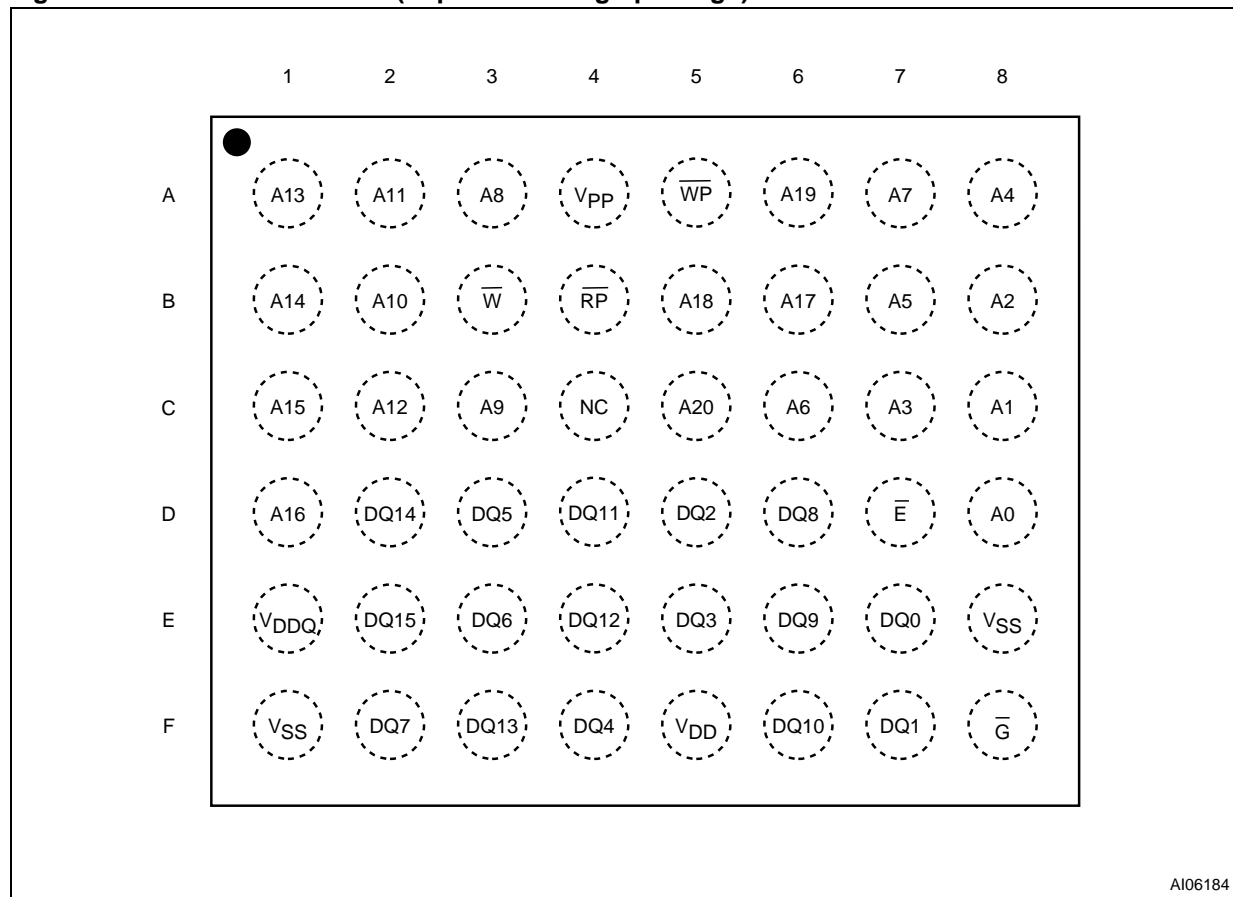 1 2 3 4 5 6 7 8
A A13 A11 A8 VPP W̅P̅ A19 A7 A4
B A14 A10 W̅ R̅P̅ A18 A17 A5 A2
C A15 A12 A9 NC A20 A6 A3 A1
D A16 DQ14 DQ5 DQ11 DQ2 DQ8 E̅ A0
E VDDQ DQ15 DQ6 DQ12 DQ3 DQ9 DQ0 VSS
F VSS DQ7 DQ13 DQ4 VDD DQ10 DQ1 G̅
AI06184